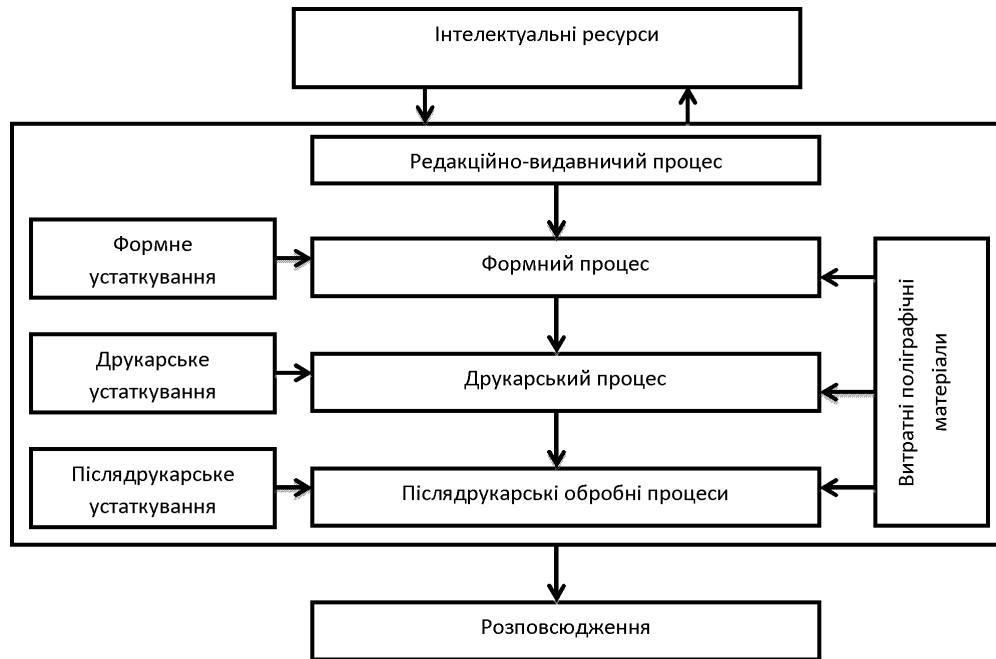 Інтелектуальні ресурси
Редакційно-видавничий процес
Формне
устаткування
Формний процес
Друкарське
устаткування
Друкарський процес
Післядрукарське
устаткування
Післядрукарські обробні процеси
Витратні поліграфічні
матеріали
Розповсюдження